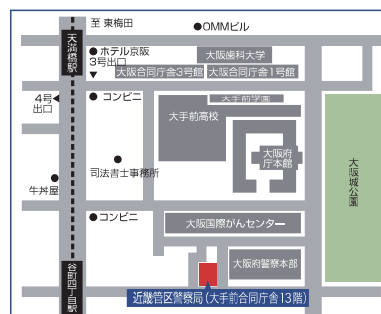 至 東梅田
●OMMビル
天満橋駅
●ホテル京阪
3号出口
▼
大阪歯科大学
大阪合同庁舎3号館
大阪合同庁舎1号館
4号◀
出口
●コンビニ
大手前学園
大手前高校
大阪府
庁本館
大阪城公園
●
司法書士事務所
●
牛丼屋
●コンビニ
大阪国際がんセンター
大阪府警察本部
谷町四丁目駅
近畿管区警察局(大手前合同庁舎13階)